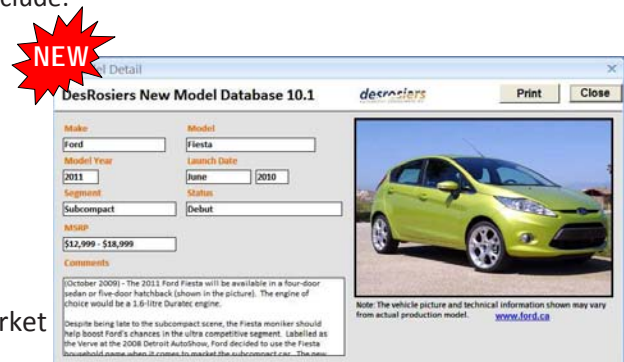 clude:
NEW
el Detail
DesRosiers New Model Database 10.1
desrosiers
Print
Close
Make
Model
Ford
Fiesta
Model Year
Launch Date
2011
June
2010
Segment
Status
Subcompact
Debut
MSRP
$12,999 - $18,999
Comments
(October 2009) - The 2011 Ford Fiesta will be available in a four-door
sedan or five-door hatchback (shown in the picture). The engine of
choice would be a 1.6-litre Duratec engine.
Despite being late to the subcompact scene, the Fiesta moniker should
help boost Ford's chances in the ultra competitive segment. Labelled as
the Verve at the 2008 Detroit AutoShow, Ford decided to use the Fiesta
household name when it comes to market the subcompact car. The new
Note: The vehicle picture and technical information shown may vary
from actual production model.
www.ford.ca
rket